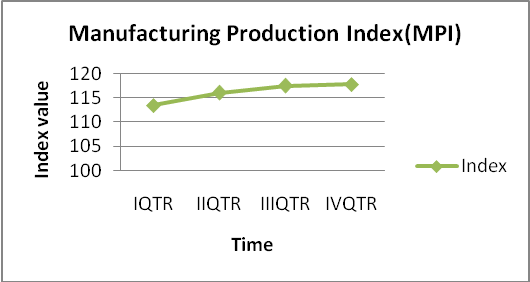 Manufacturing Production Index(MPI)
Index value
120
115
110
105
100
IQTR IIQTR IIIQTR IVQTR
Time
Index